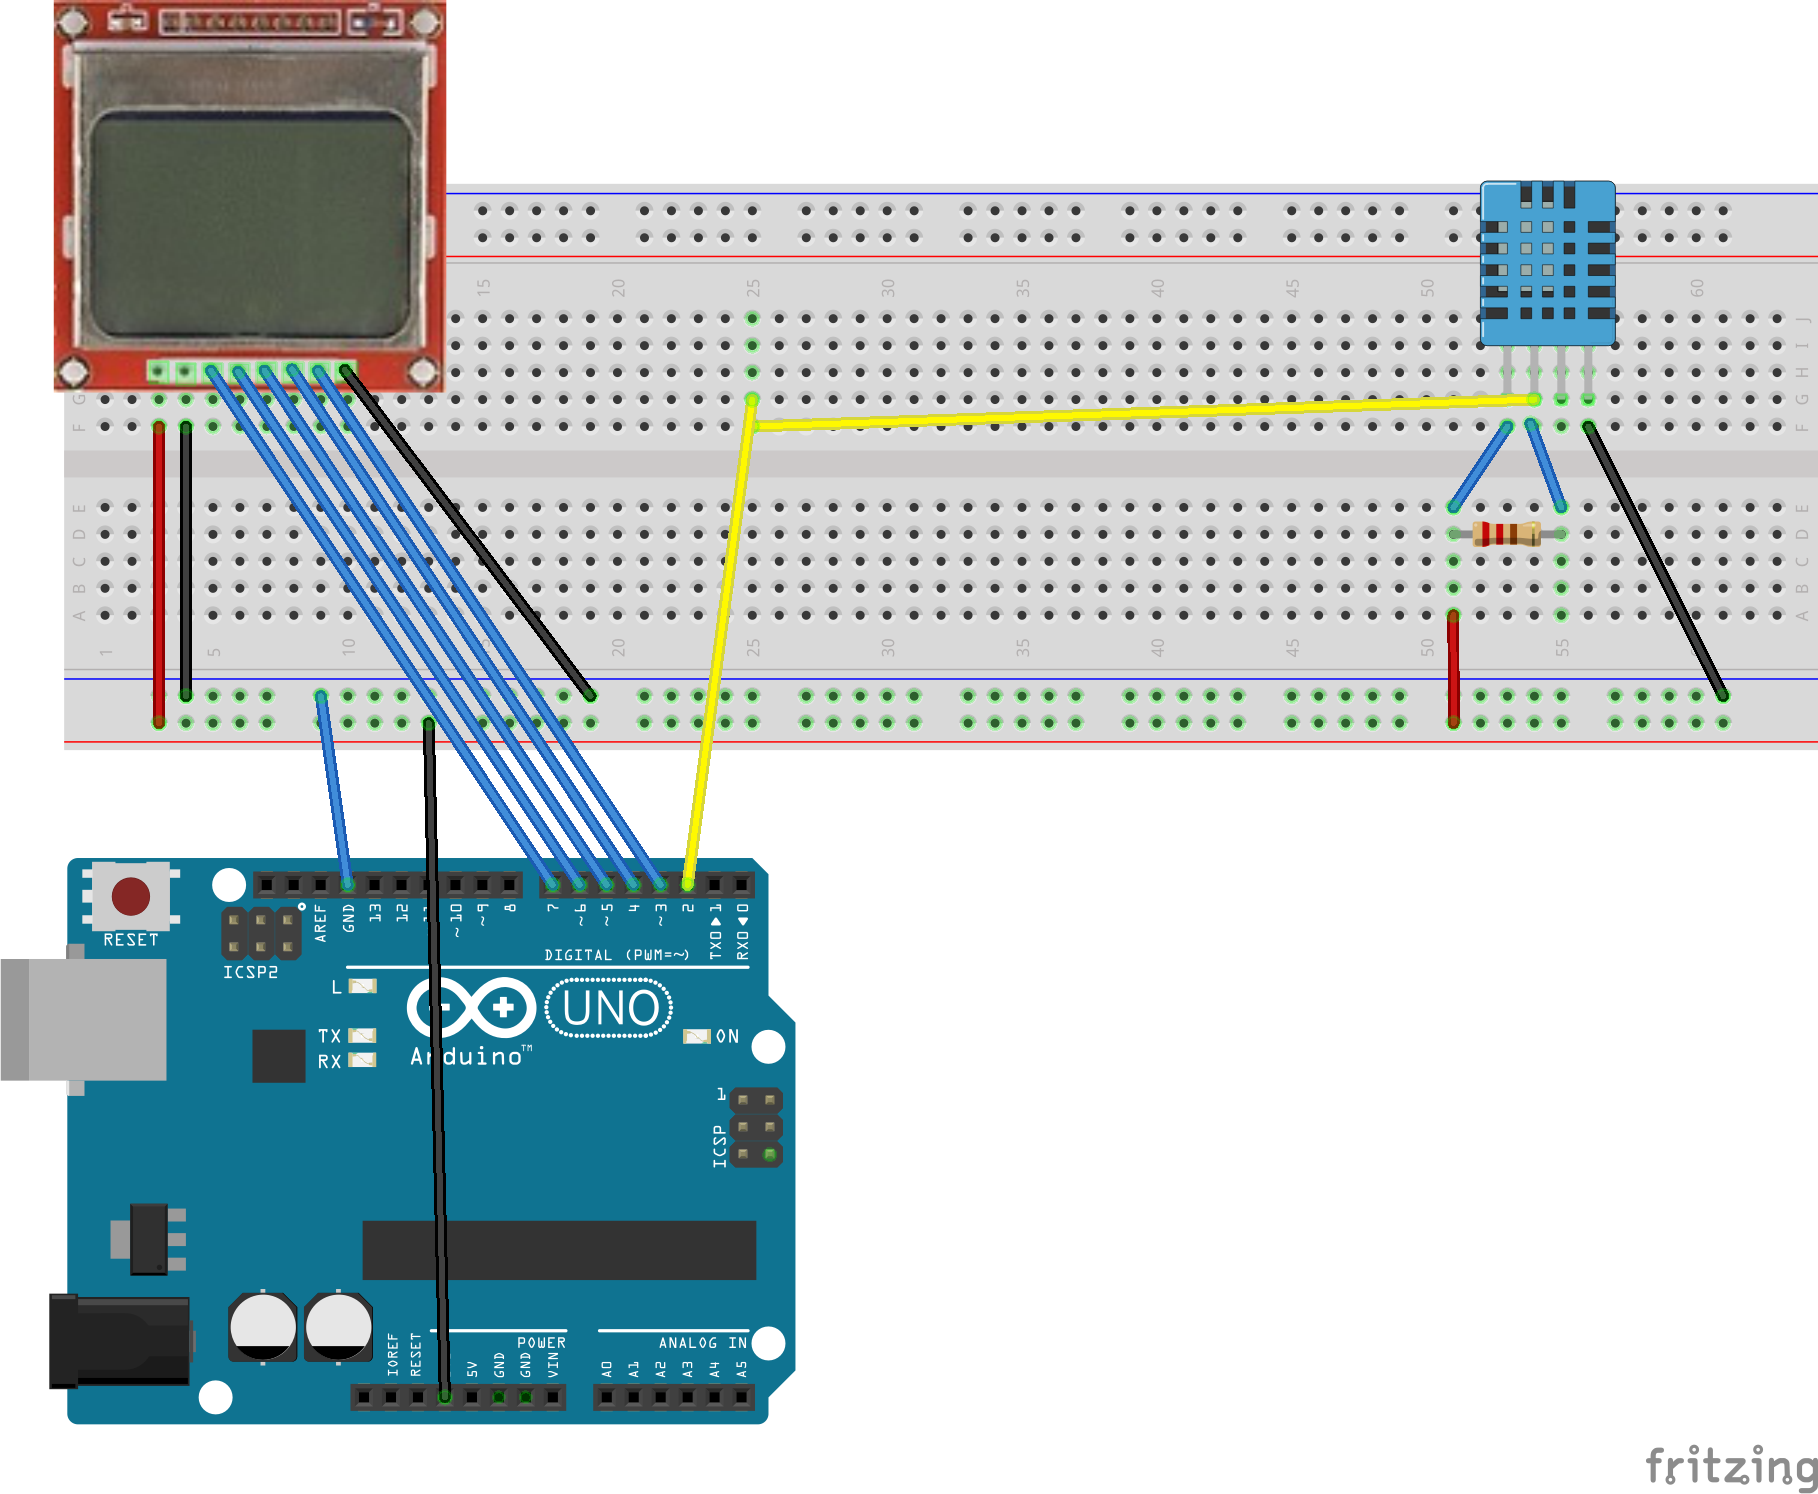 15 20 25 30 35 40 45 50 60
J
I
H
G G
F F
E E
D D
C C
B B
A A
1 5 10 15 20 25 30 35 40 45 50 55
RESET
ICSP2
AREF
GND
13
12
11
~10
~9
8
7
~6
~5
4
~3
2
TX0▶1
RX0◀0
DIGITAL (PWM=~)
L
TX
RX
Arduino™
UNO
ON
1
ICSP
IOREF
RESET
5V
GND
GND
VIN
POWER
ANALOG IN
A0
A1
A2
A3
A4
A5
fritzing